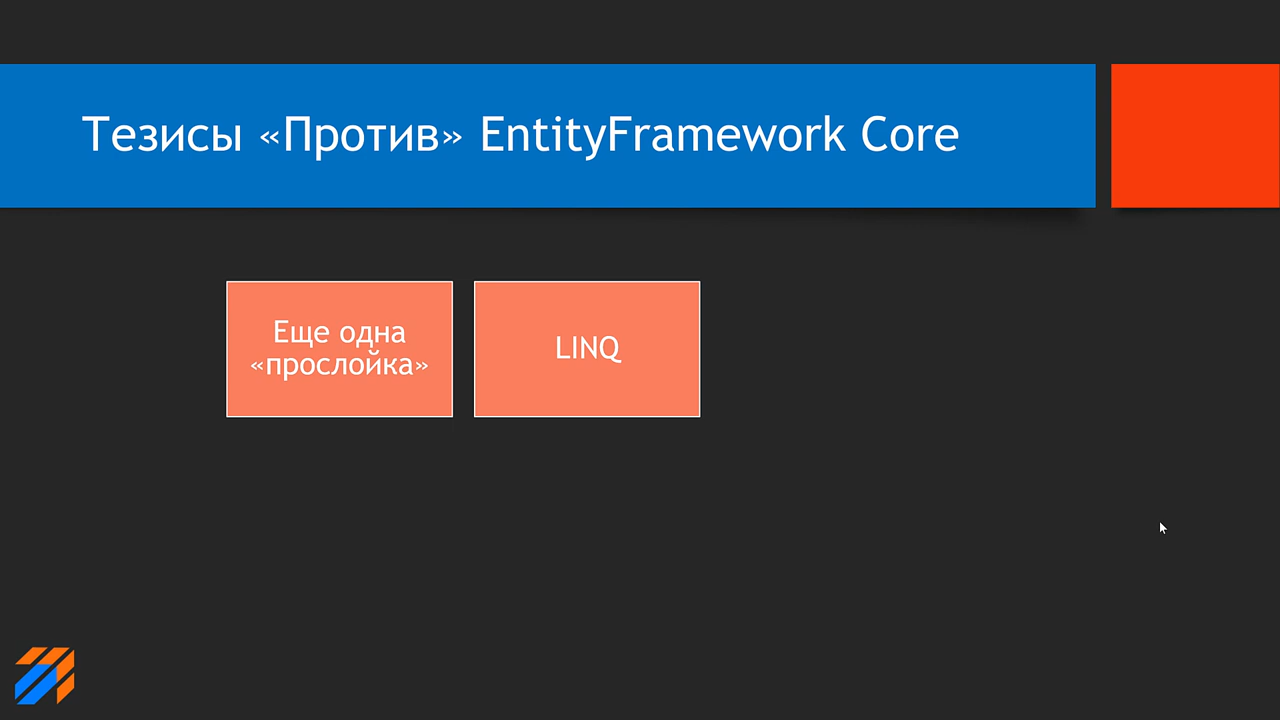 Тезисы «Против» EntityFramework Core
Еще одна
«прослойка»
LINQ